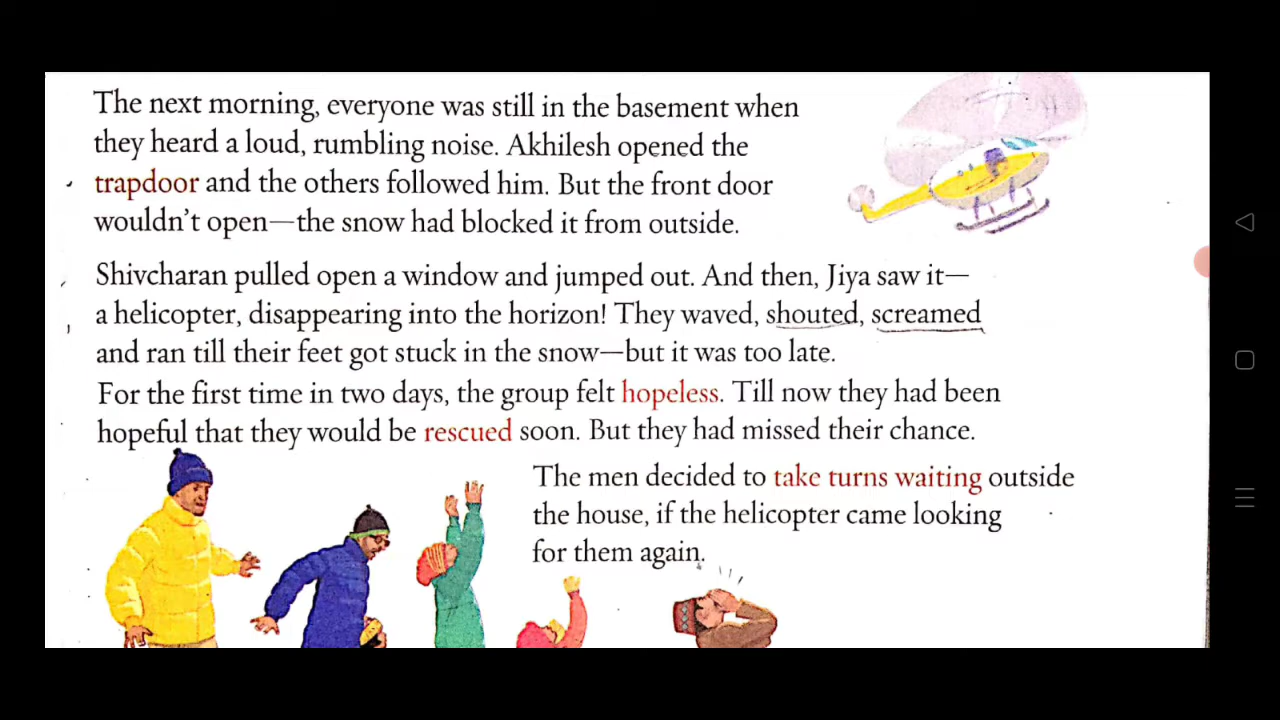 The next morning, everyone was still in the basement when
they heard a loud, rumbling noise. Akhilesh opened the
trapdoor and the others followed him. But the front door
wouldn't open—the snow had blocked it from outside.
Shivcharan pulled open a window and jumped out. And then, Jiya saw it—
a helicopter, disappearing into the horizon! They waved, shouted, screamed
and ran till their feet got stuck in the snow—but it was too late.
For the first time in two days, the group felt hopeless. Till now they had been
hopeful that they would be rescued soon. But they had missed their chance.
The men decided to take turns waiting outside
the house, if the helicopter came looking
for them again.